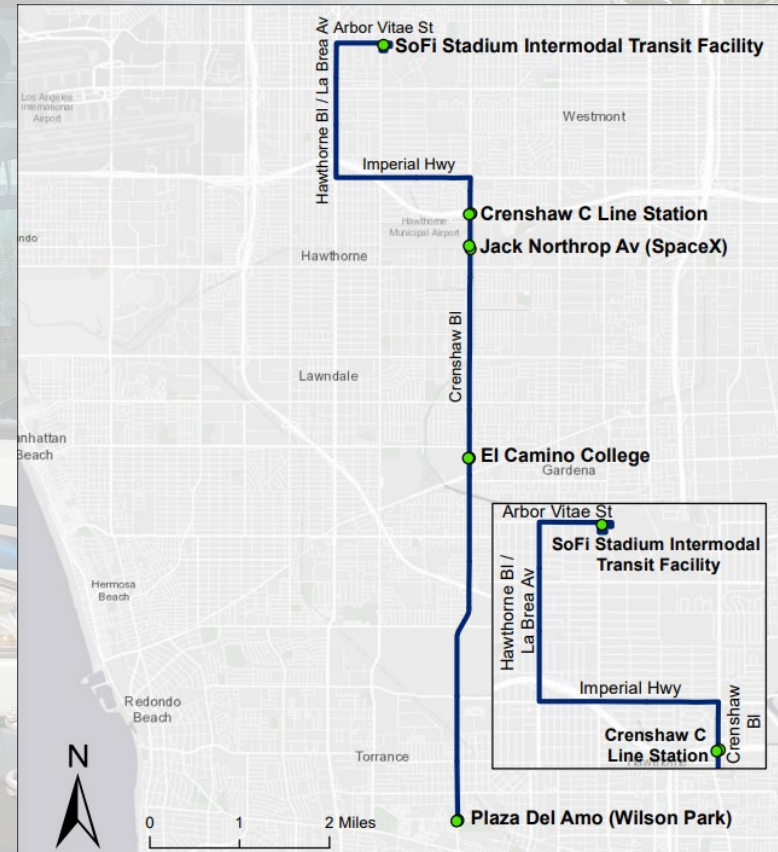 Arbor Vitae St
SoFi Stadium Intermodal Transit Facility
Hawthorne Bl / La Brea Av
Los Angeles
International
Airport
Westmont
Imperial Hwy
Crenshaw C Line Station
Hawthorne
Municipal Airport
Jack Northrop Av (SpaceX)
ndo
Hawthorne
Crenshaw Bl
Lawndale
anhattan
Beach
El Camino College
Gardena
Arbor Vitae St
SoFi Stadium Intermodal
Transit Facility
Hawthorne Bl /
La Brea Av
Hermosa
Beach
Imperial Hwy
Crenshaw
Bl
Redondo
Beach
Crenshaw C
Line Station
N
Torrance
0 1 2 Miles
Plaza Del Amo (Wilson Park)